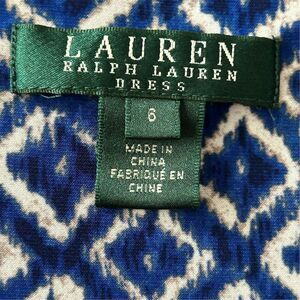 LAUREN
RALPH LAUREN
DRESS
6
MADE IN
CHINA
FABRIQUÉ EN
CHINE